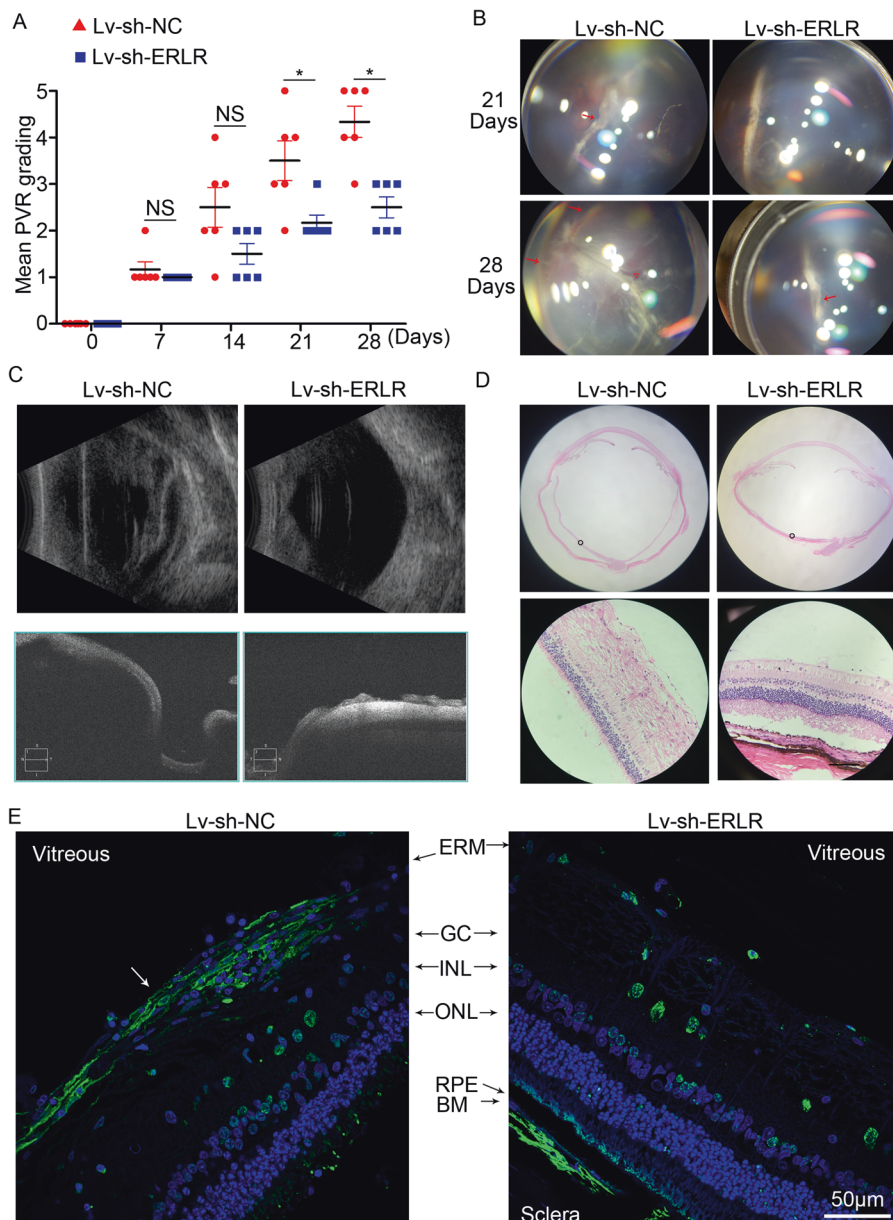 A
Lv-sh-NC
Lv-sh-ERLR
Mean PVR grading
5
4
3
2
1
0
NS
NS
*
*
0 7 14 21 28 (Days)
B
Lv-sh-NC Lv-sh-ERLR
21
Days
28
Days
C
Lv-sh-NC Lv-sh-ERLR
D
Lv-sh-NC Lv-sh-ERLR
E
Lv-sh-NC Lv-sh-ERLR
Vitreous
ERM
Vitreous
GC
INL
ONL
RPE
BM
Sclera
50μm